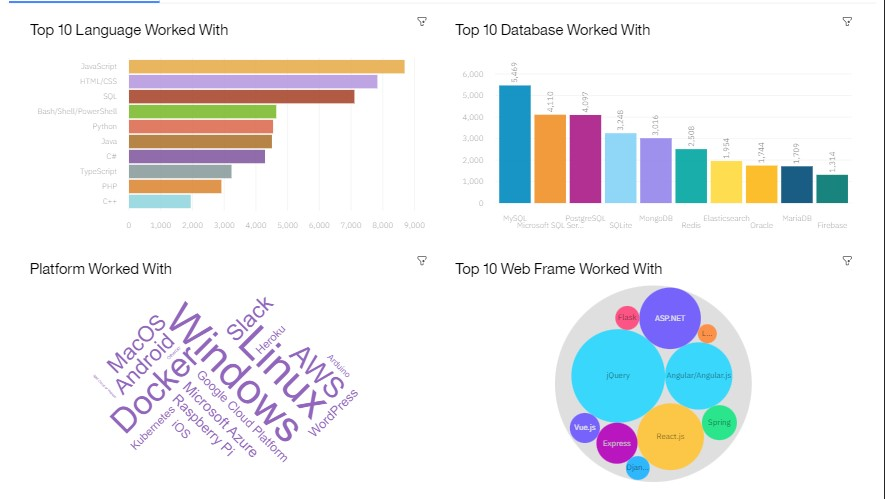 Top 10 Language Worked With
JavaScript
HTML/CSS
SQL
Bash/Shell/PowerShell
Python
Java
C#
TypeScript
PHP
C++
0 1,000 2,000 3,000 4,000 5,000 6,000 7,000 8,000 9,000
Top 10 Database Worked With
6,000
5,000
4,000
3,000
2,000
1,000
0
5,469
4,110
4,097
3,248
3,016
2,508
1,954
1,744
1,709
1,314
MySQL PostgreSQL MongoDB Elasticsearch MariaDB
Microsoft SQL Ser... SQLite Redis Oracle Firebase
Platform Worked With
Slack
Heroku
MacOS
Android
Windows
Linux
AWS
Arduino
Docker
Google Cloud Platform
WordPress
Microsoft Azure
Raspberry Pi
Kubernetes
iOS
Top 10 Web Frame Worked With
Flask
ASP.NET
L...
jQuery
Angular/Angular.js
Vue.js
Express
React.js
Spring
Djan...